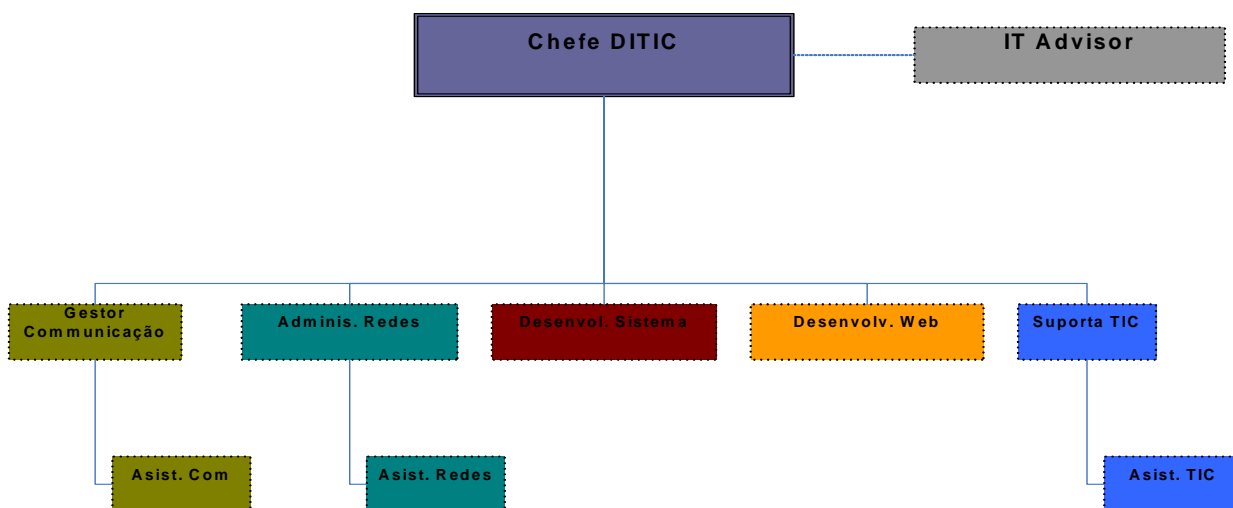 Chefe DITIC
IT Advisor
Gestor
Communicação
Adminis. Redes
Desenvol. Sistema
Desenvolv. Web
Suporta TIC
Asist. Com
Asist. Redes
Asist. TIC